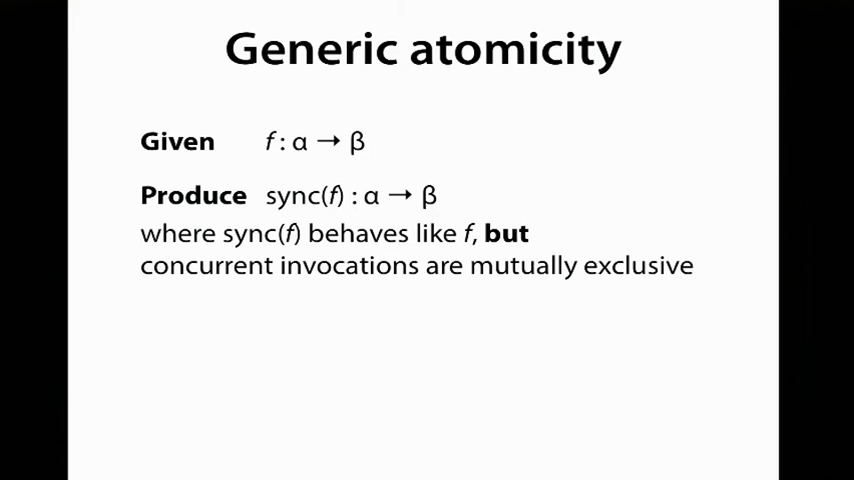 Generic atomicity
Given f : α → β
Produce sync(f) : α → β
where sync(f) behaves like f, but
concurrent invocations are mutually exclusive